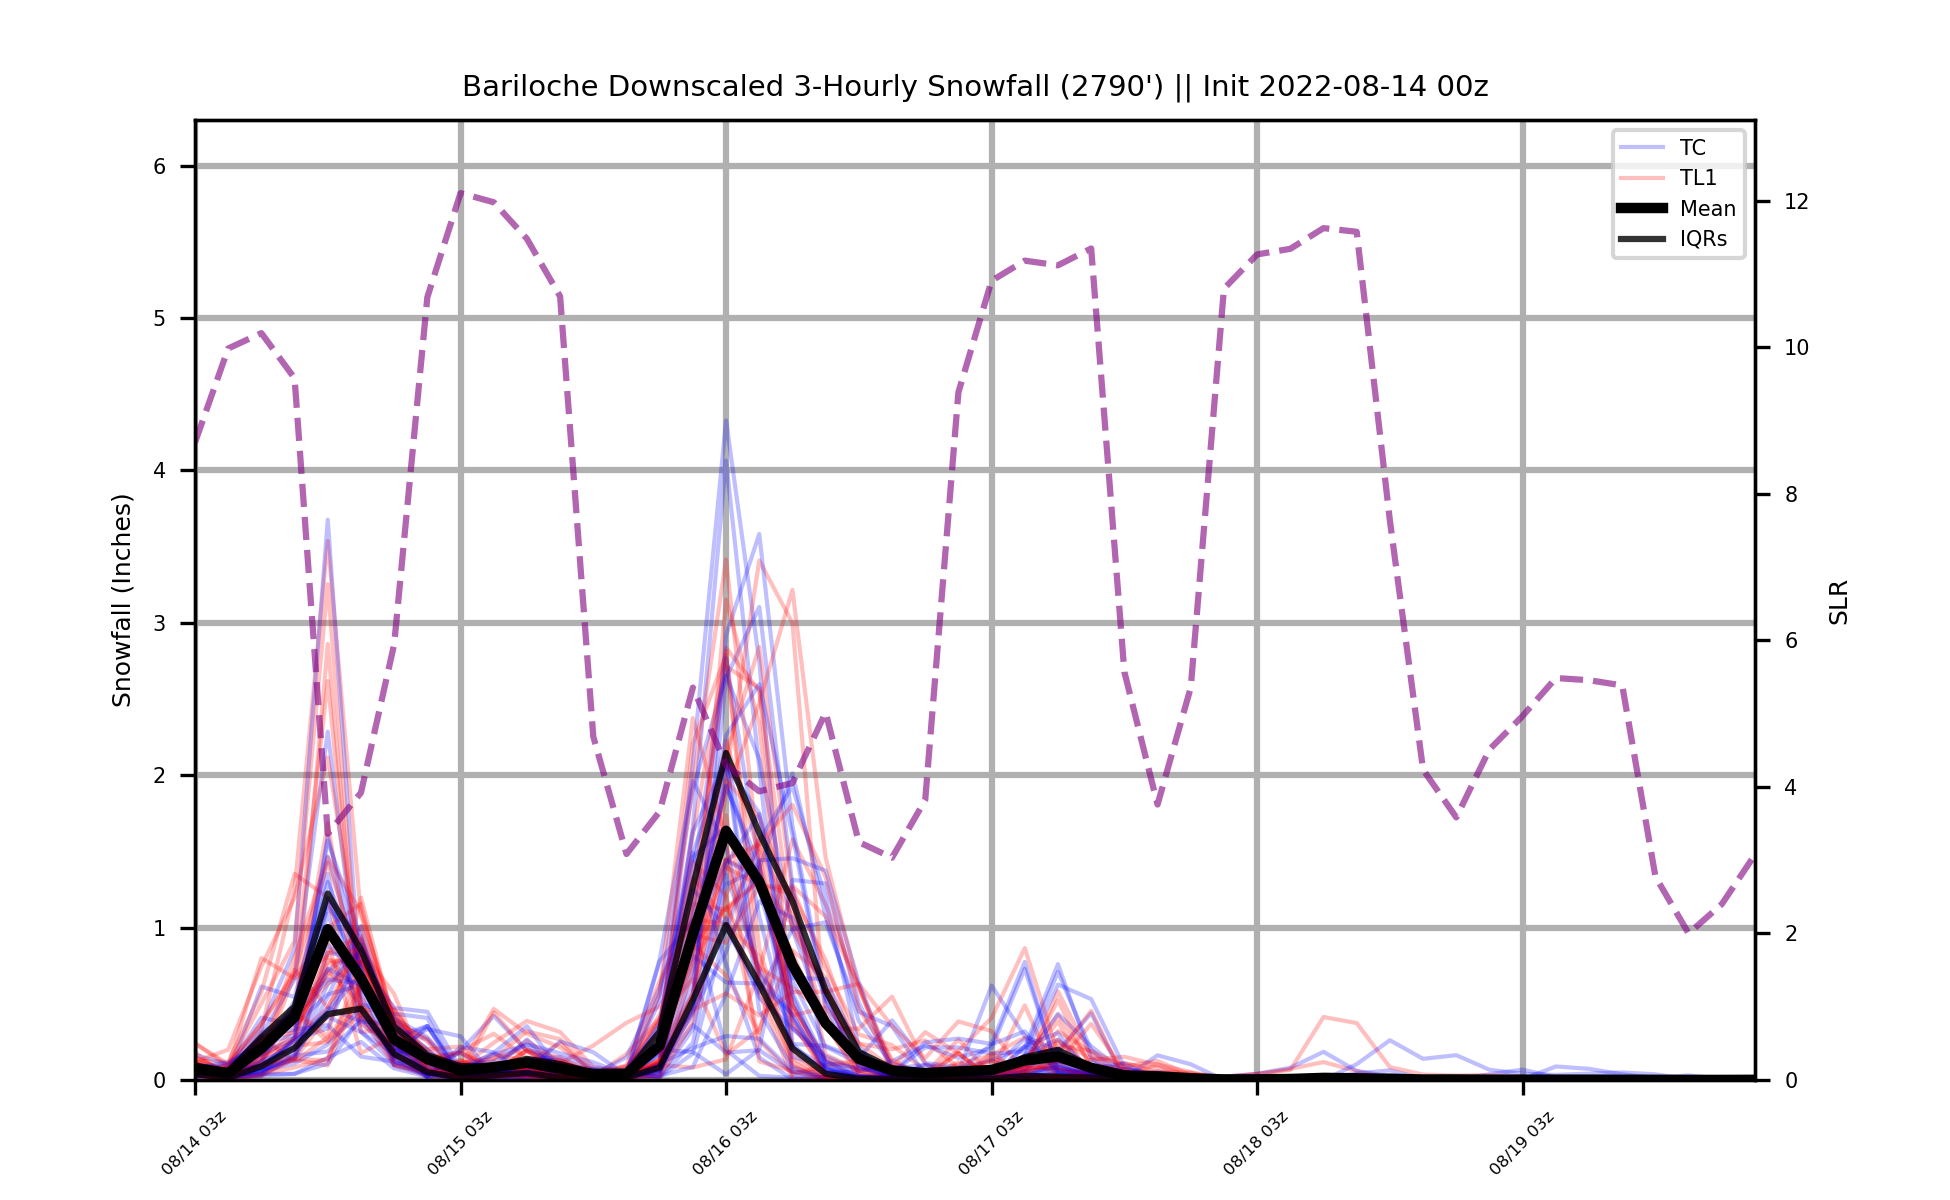 Bariloche Downscaled 3-Hourly Snowfall (2790') || Init 2022-08-14 00z
TC
TL1
Mean
IQRs
Snowfall (Inches)
6
5
4
3
2
1
0
SLR
12
10
8
6
4
2
0
08/14 03z
08/15 03z
08/16 03z
08/17 03z
08/18 03z
08/19 03z